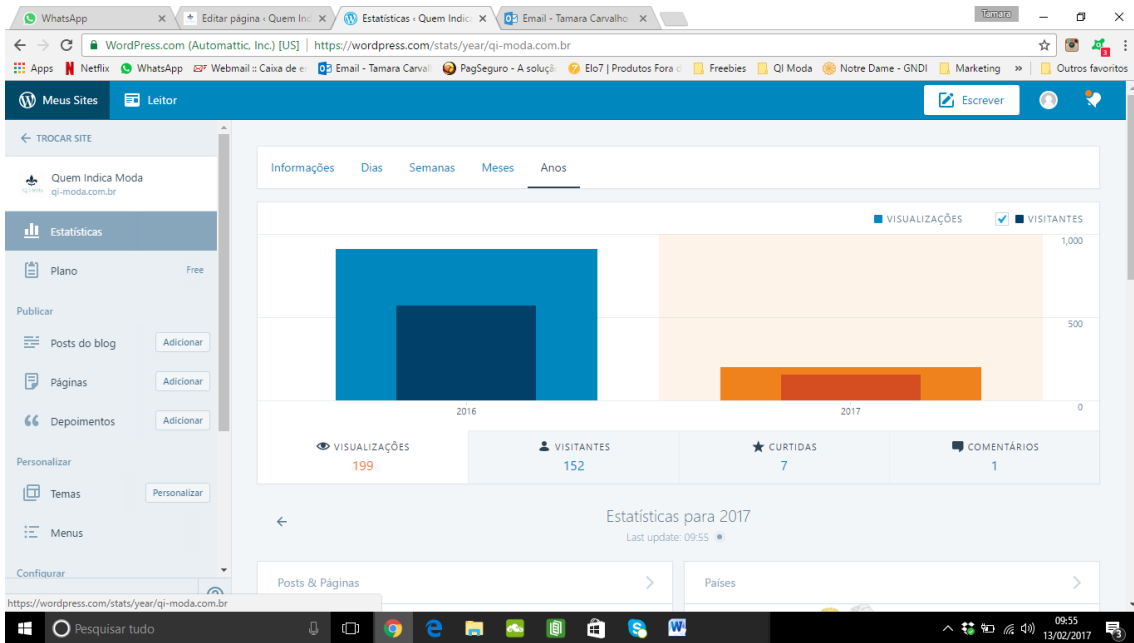 WhatsApp
Editar página ‹ Quem Ind
Estatísticas ‹ Quem Indic
Email - Tamara Carvalho
Tamara
WordPress.com (Automattic, Inc.) [US]
https://wordpress.com/stats/year/qi-moda.com.br
Apps
Netflix
WhatsApp
Webmail :: Caixa de e
Email - Tamara Carval
PagSeguro - A soluçã
Elo7 | Produtos Fora d
Freebies
QI Moda
Notre Dame - GNDI
Marketing
»
Outros favoritos
Meus Sites
Leitor
Escrever
TROCAR SITE
Quem Indica Moda
qi-moda.com.br
Estatísticas
Plano
Free
Publicar
Posts do blog
Adicionar
Páginas
Adicionar
Depoimentos
Adicionar
Personalizar
Temas
Personalizar
Menus
Configurar
https://wordpress.com/stats/year/qi-moda.com.br
Informações
Dias
Semanas
Meses
Anos
VISUALIZAÇÕES
VISITANTES
1,000
500
0
2016
2017
VISUALIZAÇÕES
199
VISITANTES
152
CURTIDAS
7
COMENTÁRIOS
1
Estatísticas para 2017
Last update: 09:55
Posts & Páginas
Países
Pesquisar tudo
09:55
13/02/2017